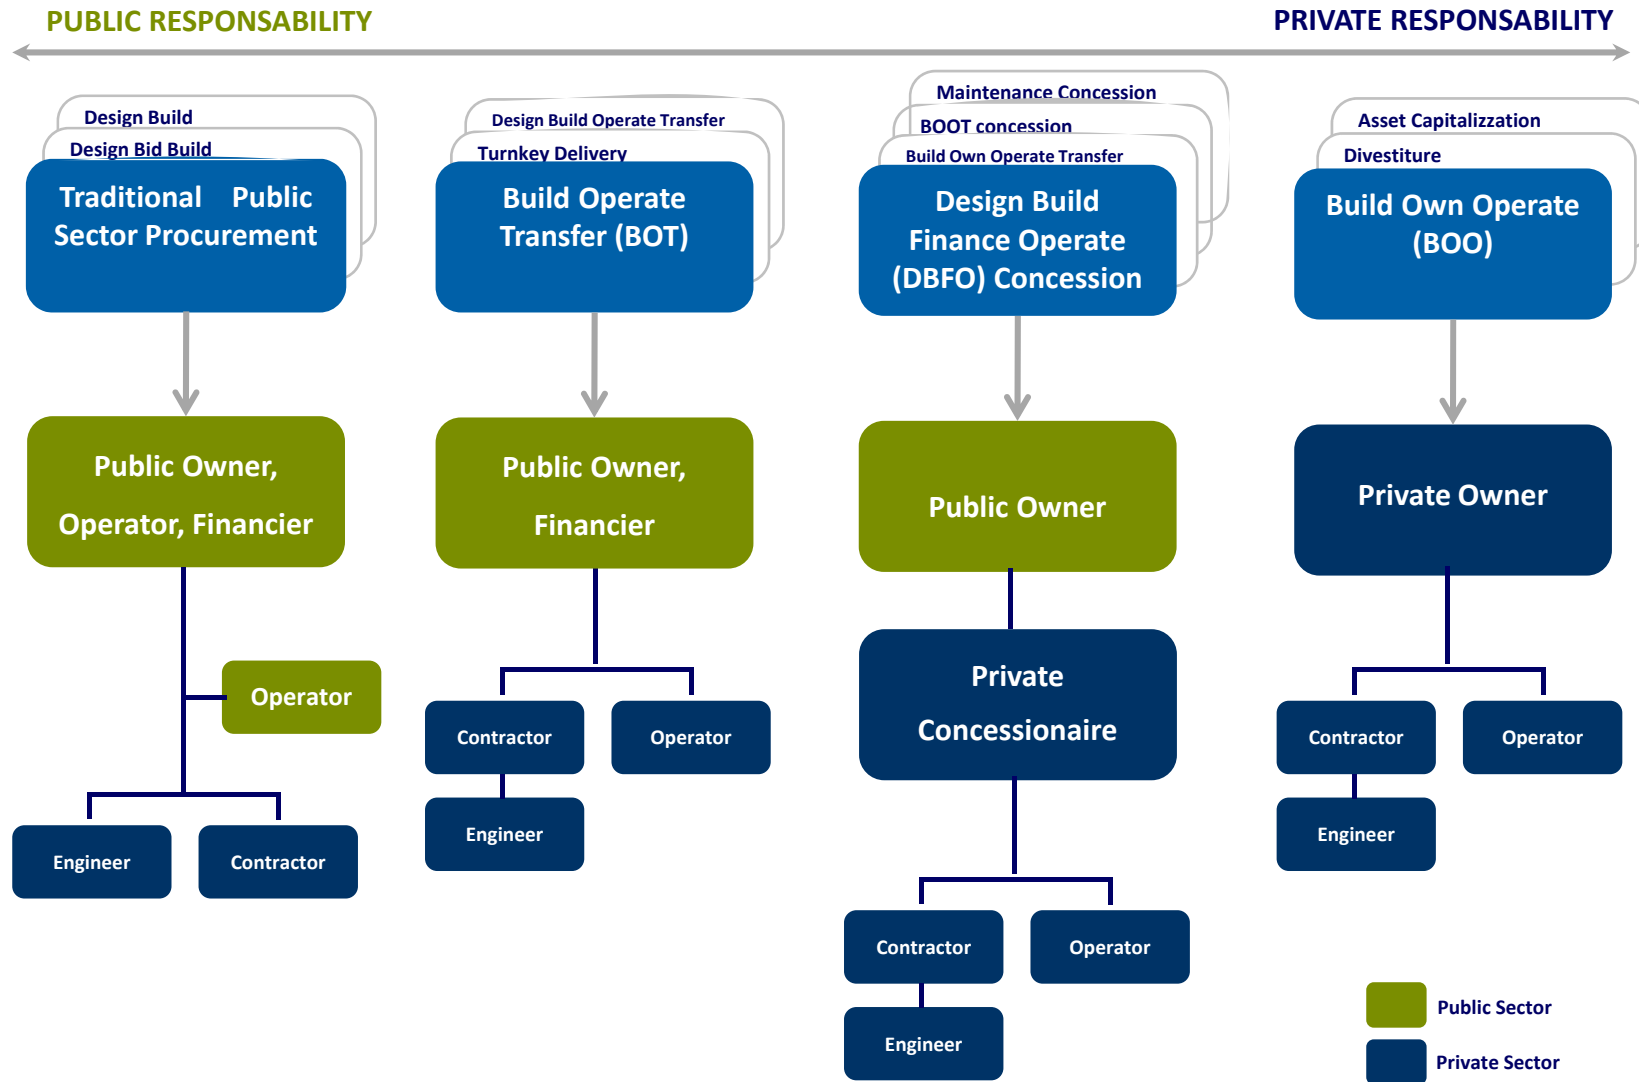 PUBLIC RESPONSABILITY
PRIVATE RESPONSABILITY
Design Build
Design Bid Build
Traditional Public
Sector Procurement
Design Build Operate Transfer
Turnkey Delivery
Build Operate
Transfer (BOT)
Maintenance Concession
BOOT concession
Build Own Operate Transfer
Design Build
Finance Operate
(DBFO) Concession
Asset Capitalizzation
Divestiture
Build Own Operate
(BOO)
Public Owner,
Operator, Financier
Operator
Engineer
Contractor
Public Owner,
Financier
Contractor
Operator
Engineer
Public Owner
Private
Concessionaire
Contractor
Operator
Engineer
Private Owner
Contractor
Operator
Engineer
Public Sector
Private Sector